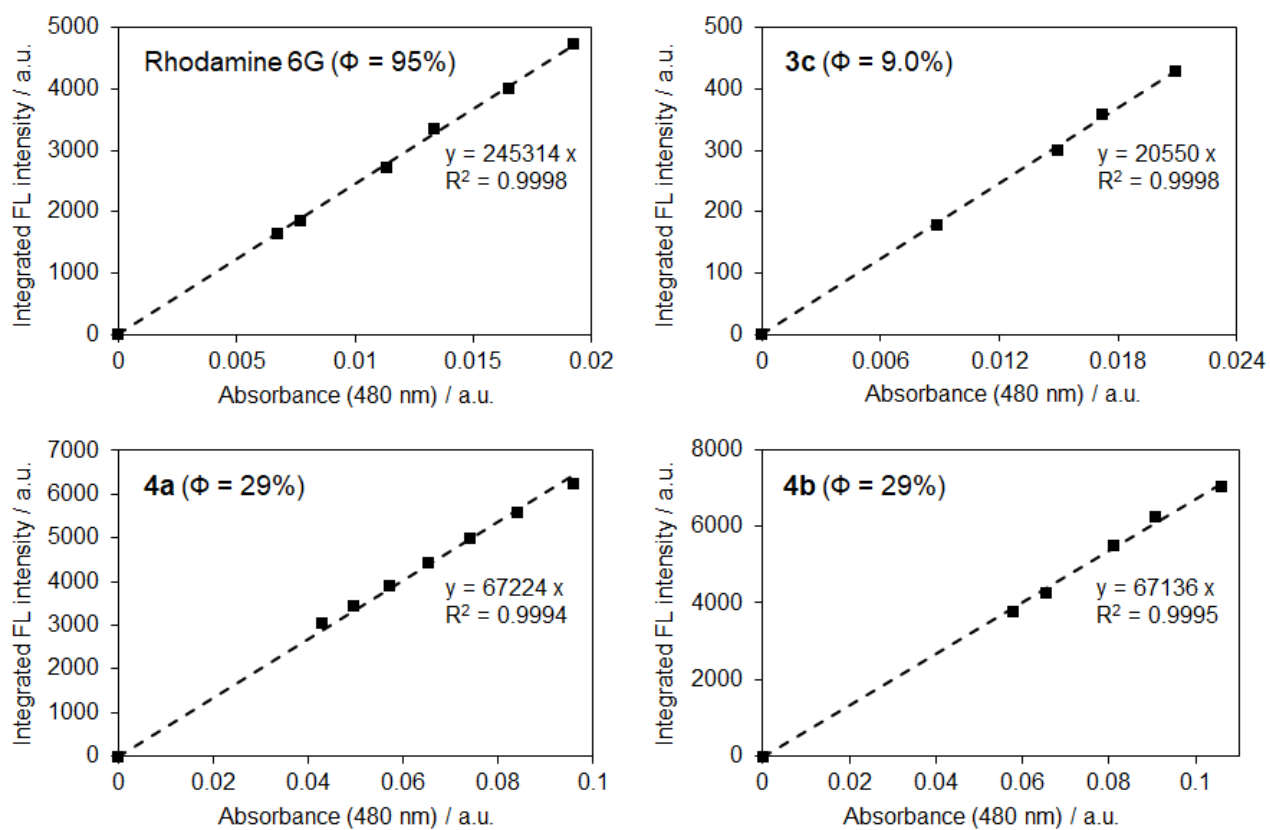 Rhodamine 6G (Φ = 95%)
y = 245314 x
R² = 0.9998
Integrated FL intensity / a.u.
5000
4000
3000
2000
1000
0
0 0.005 0.01 0.015 0.02
Absorbance (480 nm) / a.u.
3c (Φ = 9.0%)
y = 20550 x
R² = 0.9998
Integrated FL intensity / a.u.
500
400
300
200
100
0
0 0.006 0.012 0.018 0.024
Absorbance (480 nm) / a.u.
4a (Φ = 29%)
y = 67224 x
R² = 0.9994
Integrated FL intensity / a.u.
7000
6000
5000
4000
3000
2000
1000
0
0 0.02 0.04 0.06 0.08 0.1
Absorbance (480 nm) / a.u.
4b (Φ = 29%)
y = 67136 x
R² = 0.9995
Integrated FL intensity / a.u.
8000
6000
4000
2000
0
0 0.02 0.04 0.06 0.08 0.1
Absorbance (480 nm) / a.u.